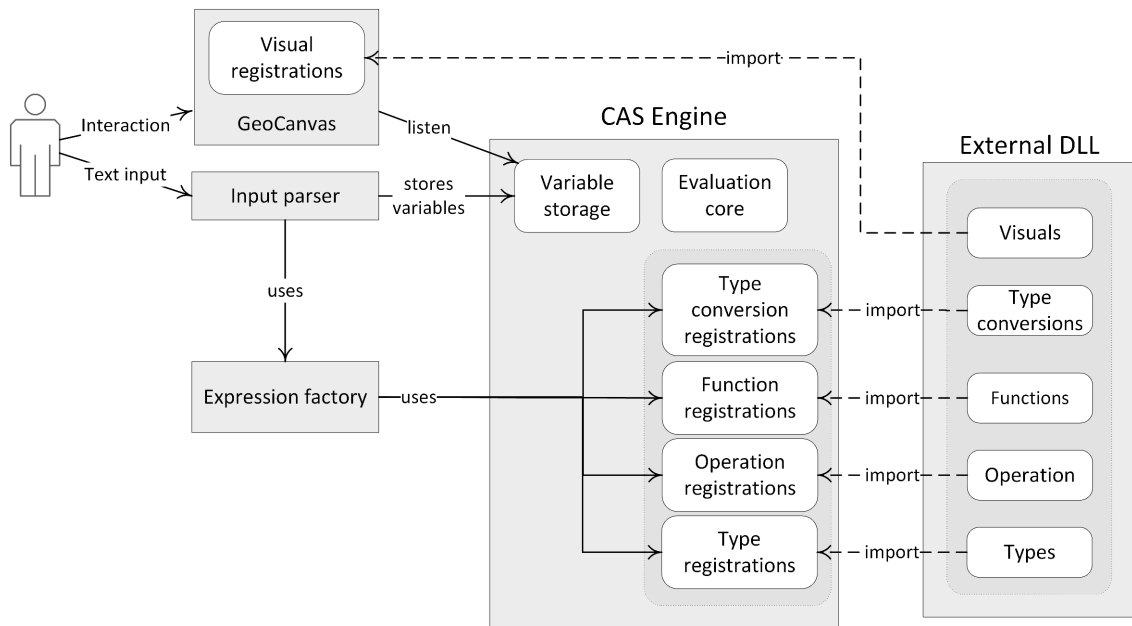 Visual
registrations
import
GeoCanvas
Interaction
listen
CAS Engine
External DLL
Text input
Input parser
stores
variables
Variable
storage
Evaluation
core
Visuals
uses
Type
conversion
registrations
import
Type
conversions
Expression factory
uses
Function
registrations
import
Functions
Operation
registrations
import
Operation
Type
registrations
import
Types